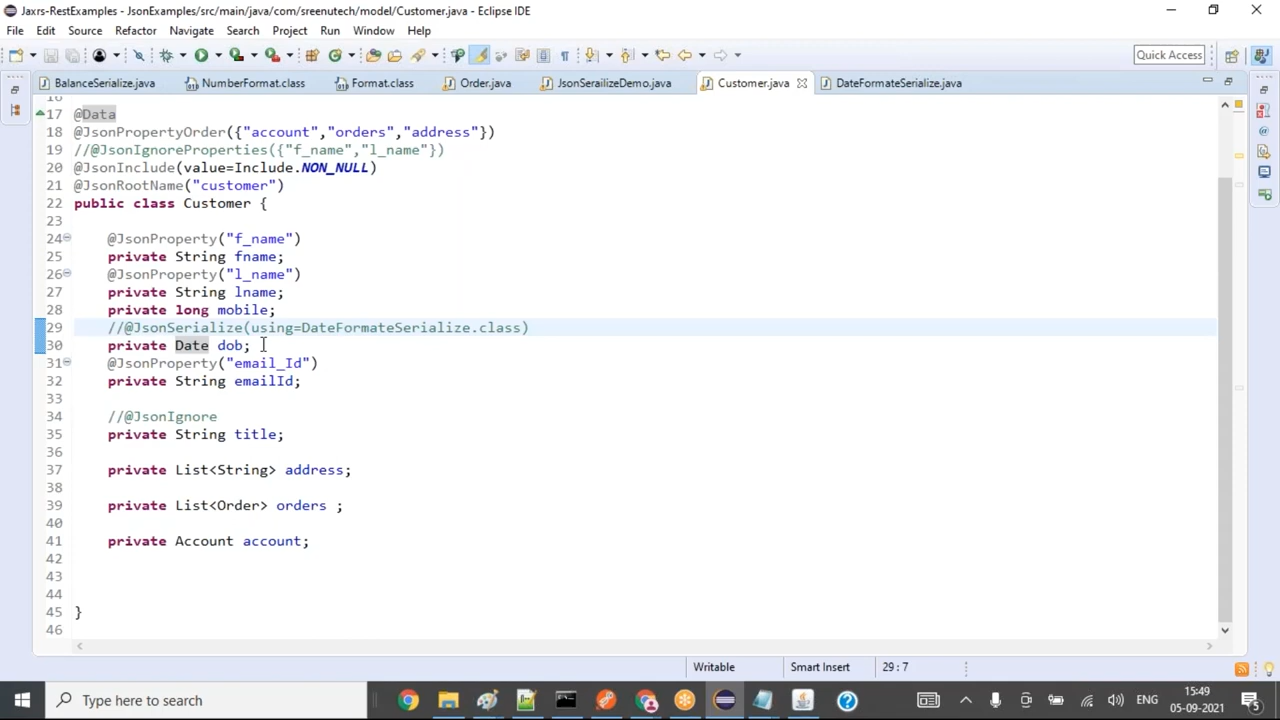 Jaxrs-RestExamples - JsonExamples/src/main/java/com/sreenutech/model/Customer.java - Eclipse IDE
File Edit Source Refactor Navigate Search Project Run Window Help
Quick Access
BalanceSerialize.java NumberFormat.class Format.class Order.java JsonSerailizeDemo.java Customer.java DateFormateSerialize.java
16
17 @Data
18 @JsonPropertyOrder({"account","orders","address"})
19 //@JsonIgnoreProperties({"f_name","l_name"})
20 @JsonInclude(value=Include.NON_NULL)
21 @JsonRootName("customer")
22 public class Customer {
23
24 @JsonProperty("f_name")
25 private String fname;
26 @JsonProperty("l_name")
27 private String lname;
28 private long mobile;
29 //@JsonSerialize(using=DateFormateSerialize.class)
30 private Date dob;
31 @JsonProperty("email_Id")
32 private String emailId;
33
34 //@JsonIgnore
35 private String title;
36
37 private List<String> address;
38
39 private List<Order> orders ;
40
41 private Account account;
42
43
44
45 }
46
Writable Smart Insert 29 : 7
Type here to search
ENG 15:49
05-09-2021 5